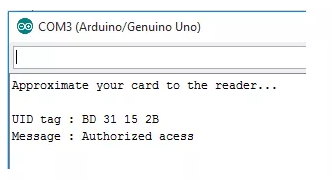 COM3 (Arduino/Genuino Uno)
Approximate your card to the reader...
UID tag : BD 31 15 2B
Message : Authorized acess